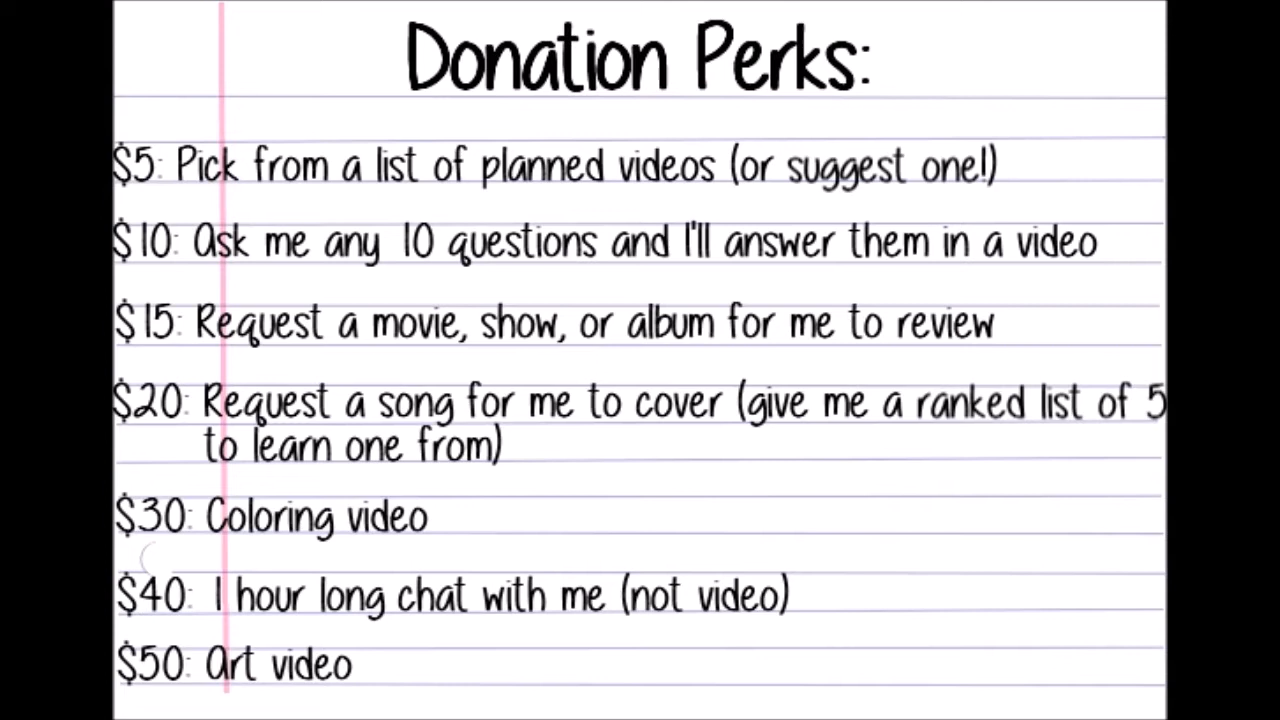 Donation Perks:
$5: Pick from a list of planned videos (or suggest one!)
$10: Ask me any 10 questions and I'll answer them in a video
$15: Request a movie, show, or album for me to review
$20: Request a song for me to cover (give me a ranked list of 5
to learn one from)
$30: Coloring video
$40: 1 hour long chat with me (not video)
$50: Art video